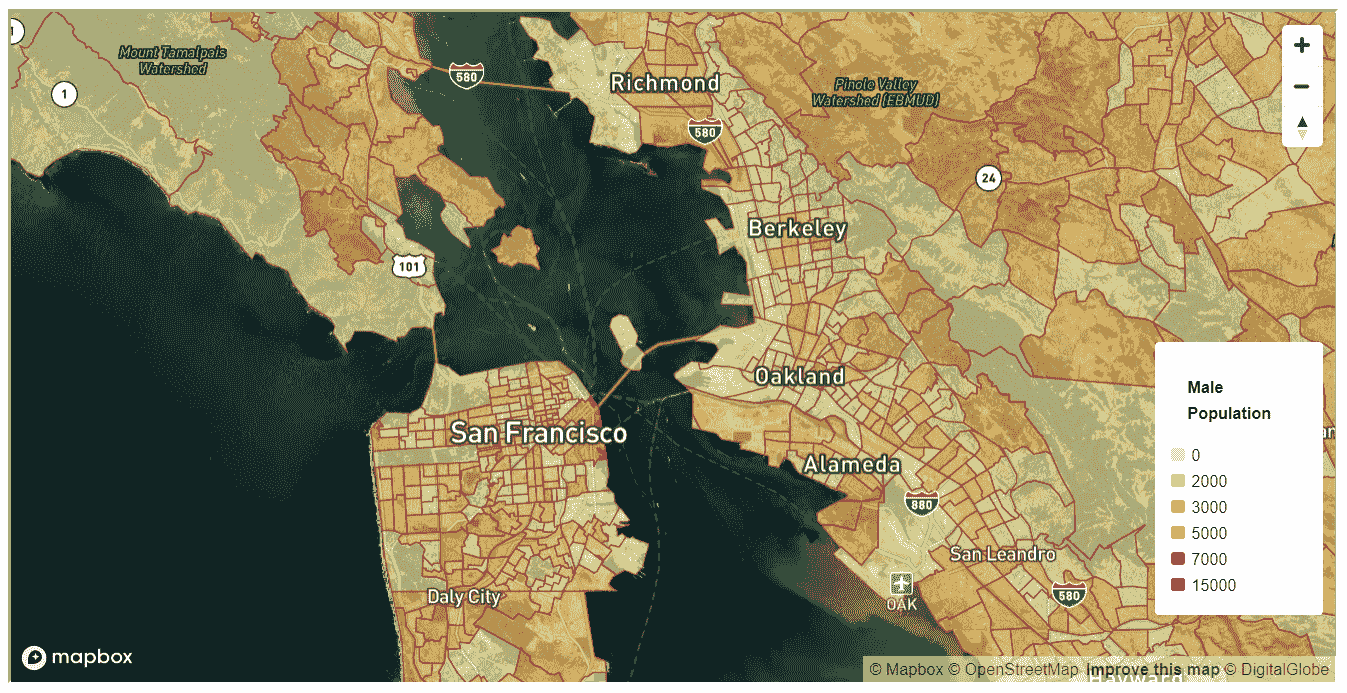 1
Mount Tamalpais
Watershed
1
580
Richmond
Pinole Valley
Watershed (EBMUD)
580
24
Berkeley
101
Oakland
San Francisco
Alameda
880
San Leandro
OAK
580
Daly City
Male
Population
0
2000
3000
5000
7000
15000
mapbox
© Mapbox © OpenStreetMap Improve this map © DigitalGlobe
Hayward